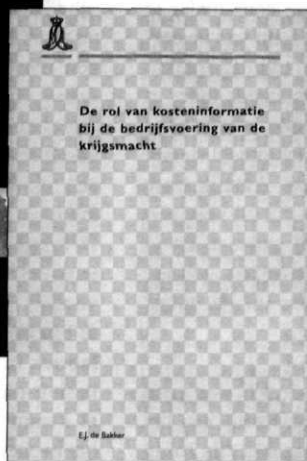 De rol van kosteninformatie
bij de bedrijfsvoering van de
krijgsmacht
E.J. de Bakker